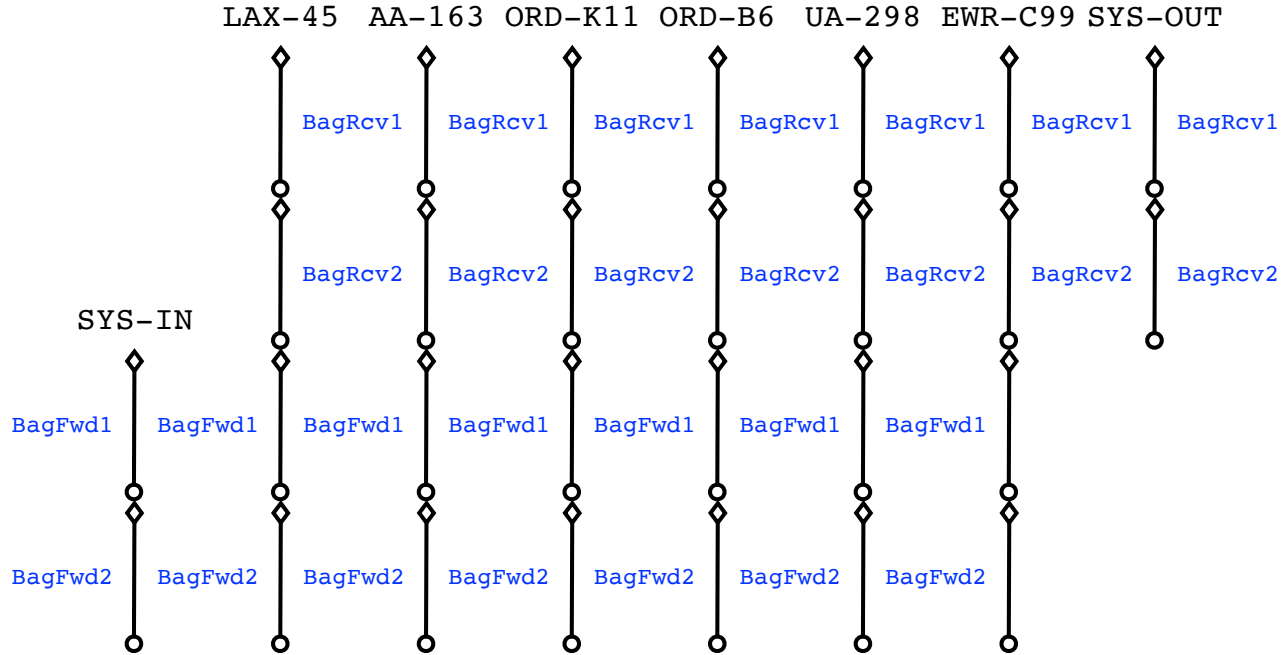 LAX-45 AA-163 ORD-K11 ORD-B6 UA-298 EWR-C99 SYS-OUT
BagRcv1 BagRcv1 BagRcv1 BagRcv1 BagRcv1 BagRcv1 BagRcv1
BagRcv2 BagRcv2 BagRcv2 BagRcv2 BagRcv2 BagRcv2 BagRcv2
SYS-IN
BagFwd1 BagFwd1 BagFwd1 BagFwd1 BagFwd1 BagFwd1 BagFwd1
BagFwd2 BagFwd2 BagFwd2 BagFwd2 BagFwd2 BagFwd2 BagFwd2